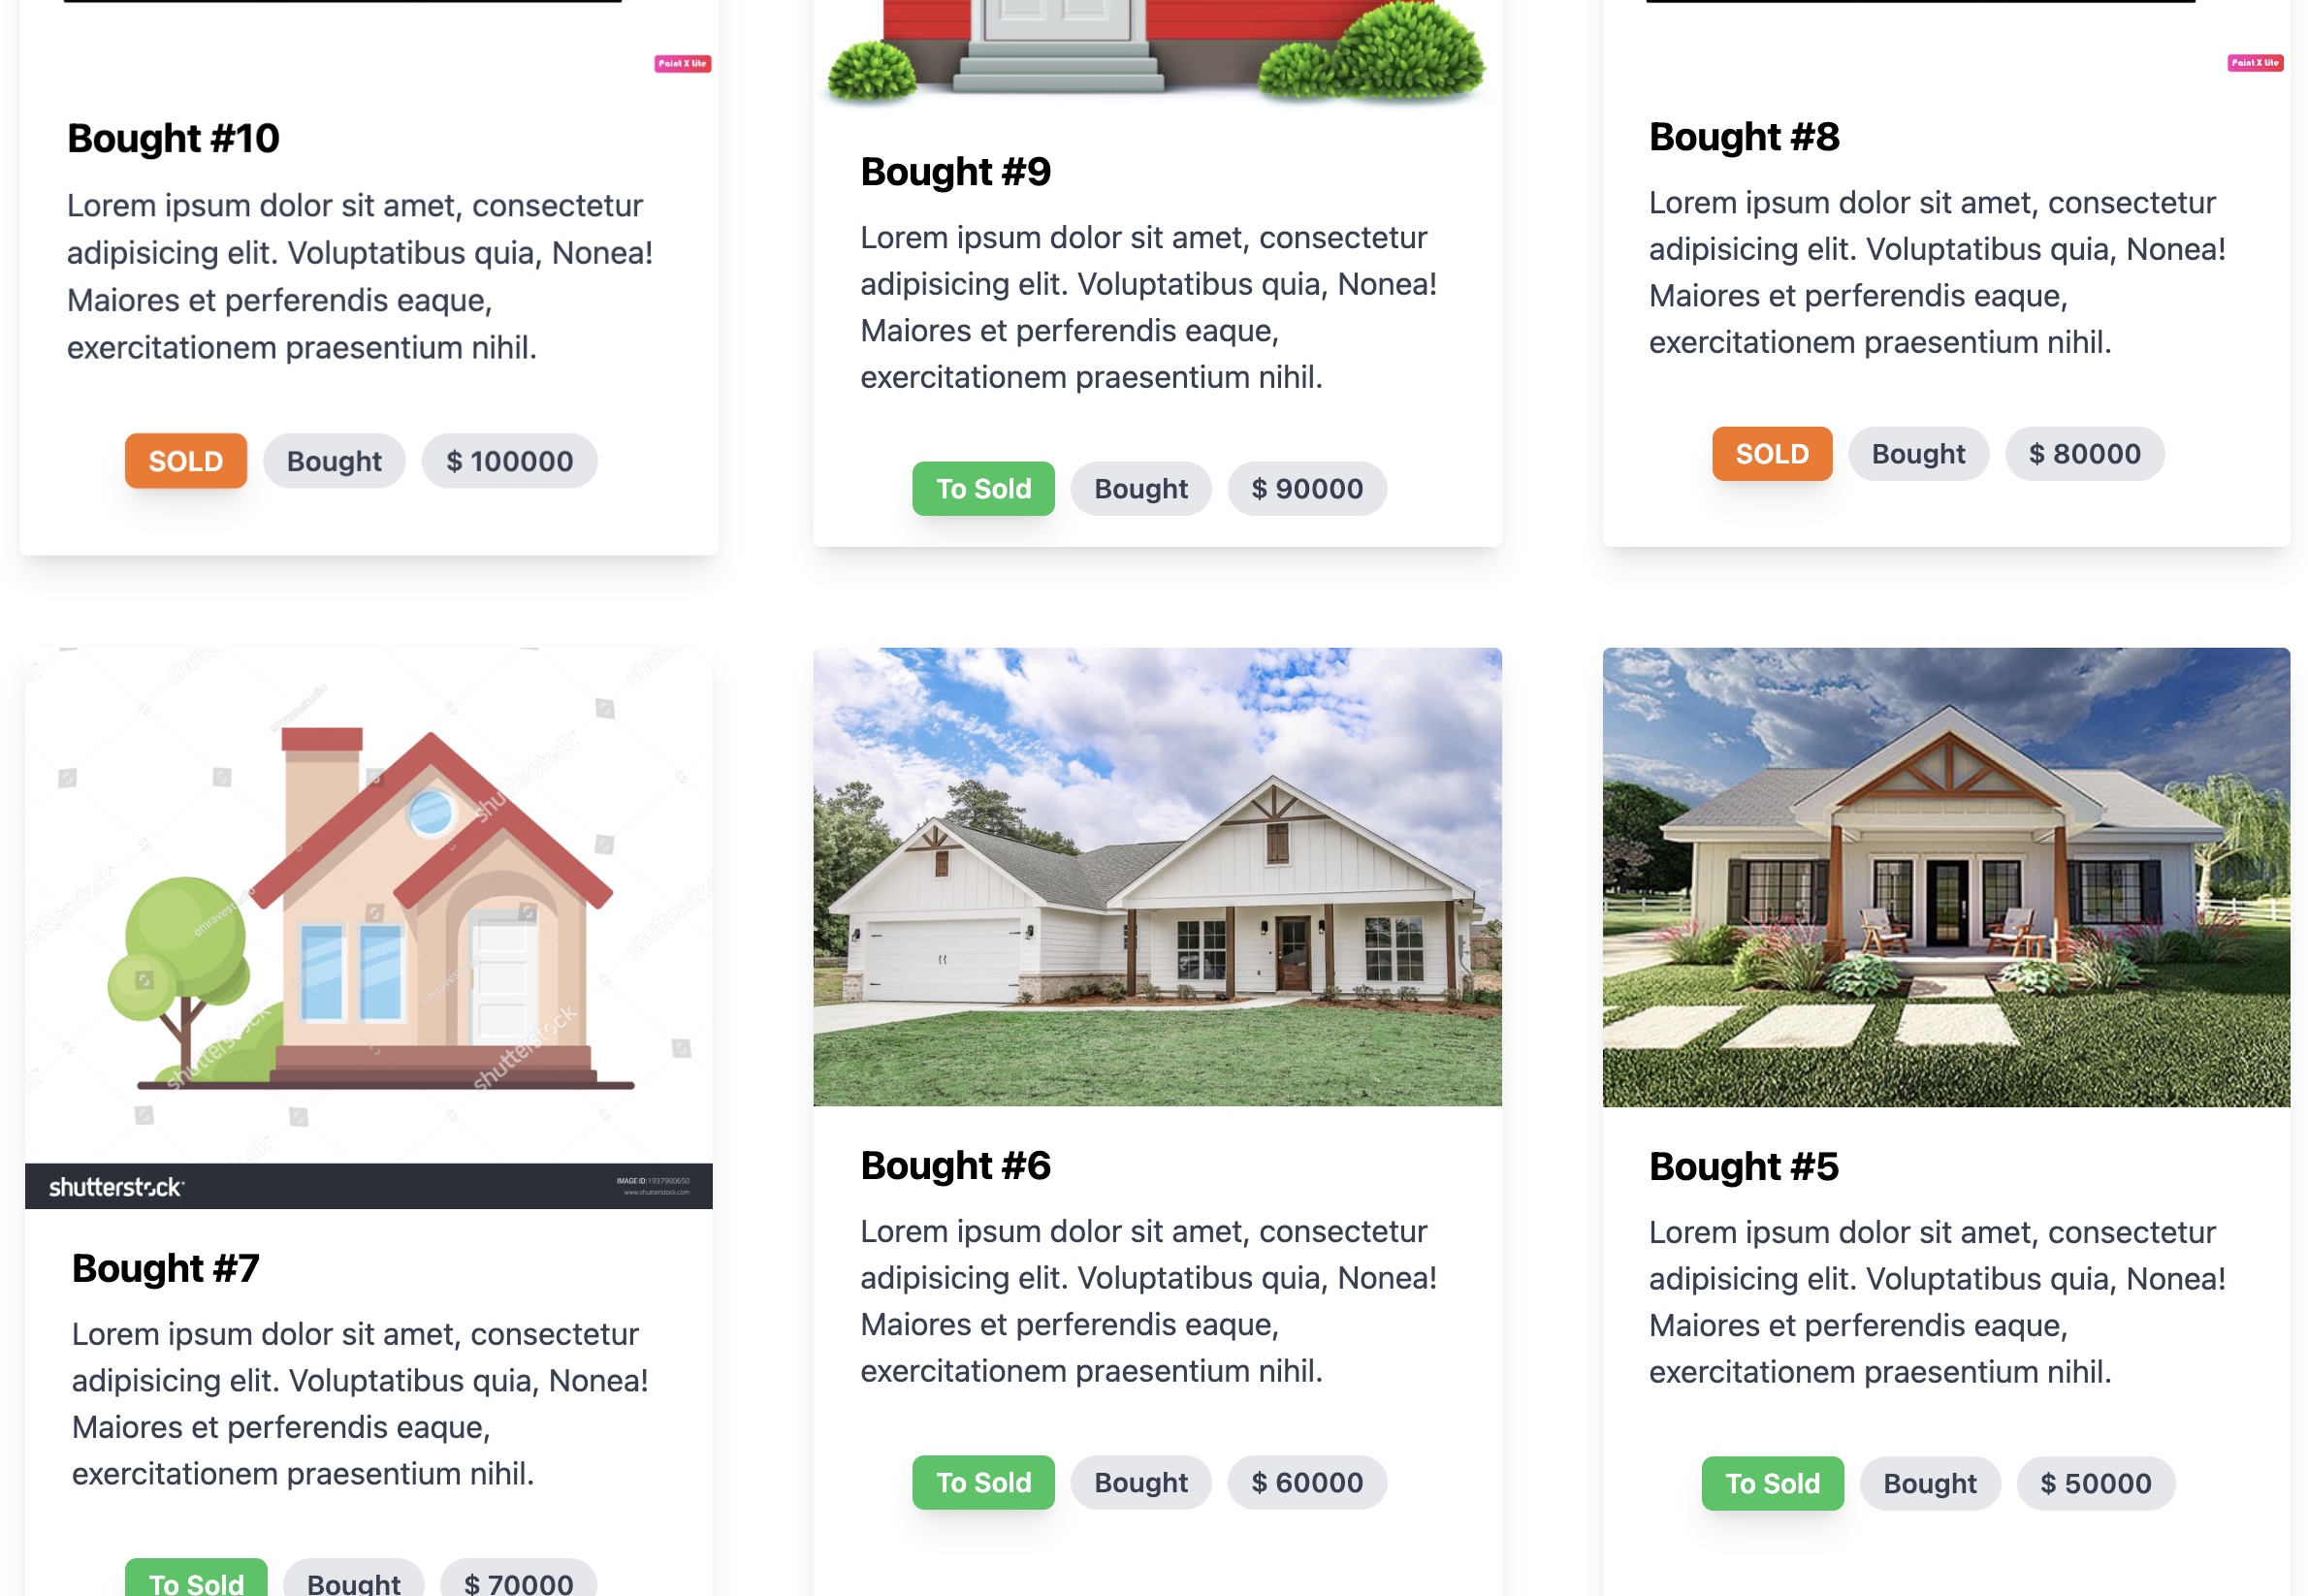 Paint X Lite
Paint X Lite
Bought #10
Lorem ipsum dolor sit amet, consectetur
adipisicing elit. Voluptatibus quia, Nonea!
Maiores et perferendis eaque,
exercitationem praesentium nihil.
SOLD
Bought
$ 100000
Bought #9
Lorem ipsum dolor sit amet, consectetur
adipisicing elit. Voluptatibus quia, Nonea!
Maiores et perferendis eaque,
exercitationem praesentium nihil.
To Sold
Bought
$ 90000
Bought #8
Lorem ipsum dolor sit amet, consectetur
adipisicing elit. Voluptatibus quia, Nonea!
Maiores et perferendis eaque,
exercitationem praesentium nihil.
SOLD
Bought
$ 80000
shutterstock
shutterstock
shutterstock
shutterstock
IMAGE ID: 1937900650
www.shutterstock.com
Bought #7
Lorem ipsum dolor sit amet, consectetur
adipisicing elit. Voluptatibus quia, Nonea!
Maiores et perferendis eaque,
exercitationem praesentium nihil.
To Sold
Bought
$ 70000
Bought #6
Lorem ipsum dolor sit amet, consectetur
adipisicing elit. Voluptatibus quia, Nonea!
Maiores et perferendis eaque,
exercitationem praesentium nihil.
To Sold
Bought
$ 60000
Bought #5
Lorem ipsum dolor sit amet, consectetur
adipisicing elit. Voluptatibus quia, Nonea!
Maiores et perferendis eaque,
exercitationem praesentium nihil.
To Sold
Bought
$ 50000